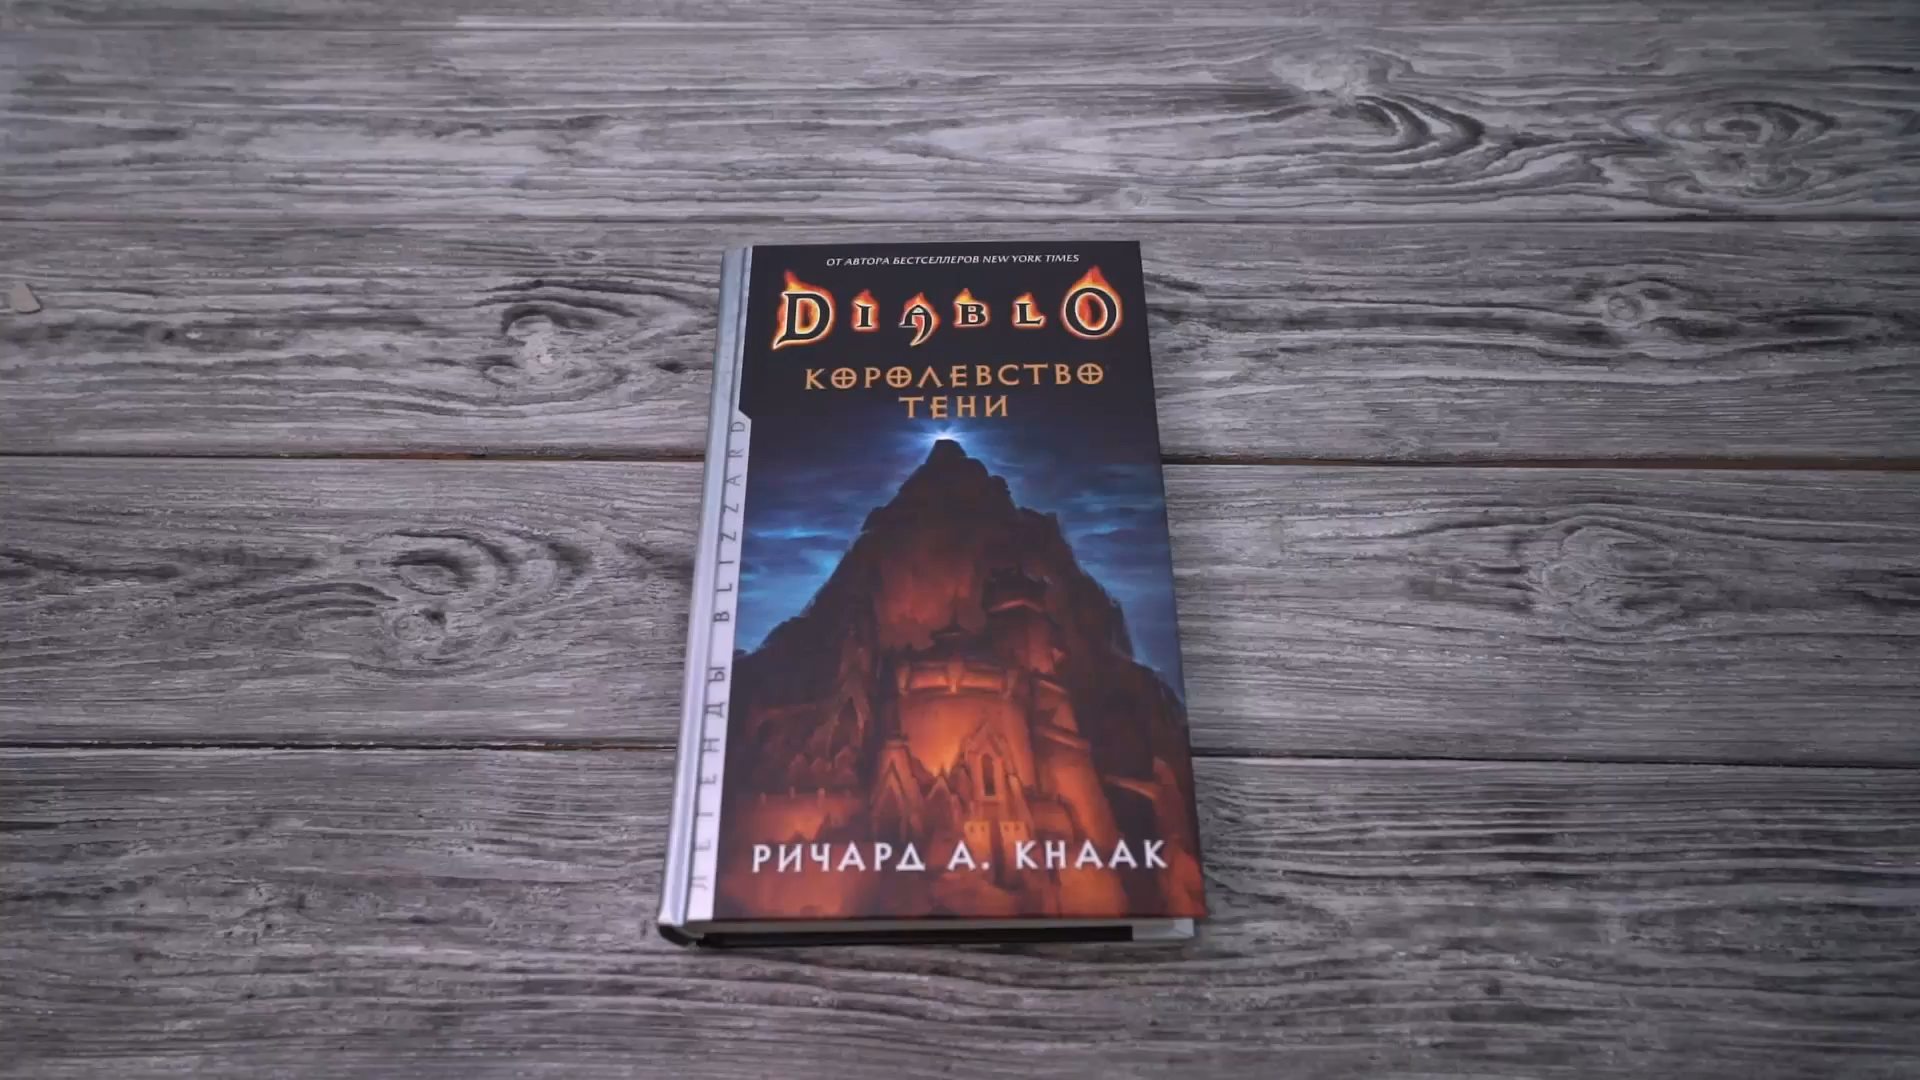 ОТ АВТОРА БЕСТСЕЛЛЕРОВ NEW YORK TIMES
DIABLO
КОРОЛЕВСТВО
ТЕНИ
РИЧАРД А. КНААК
ЛЕГЕНДЫ BLIZZARD